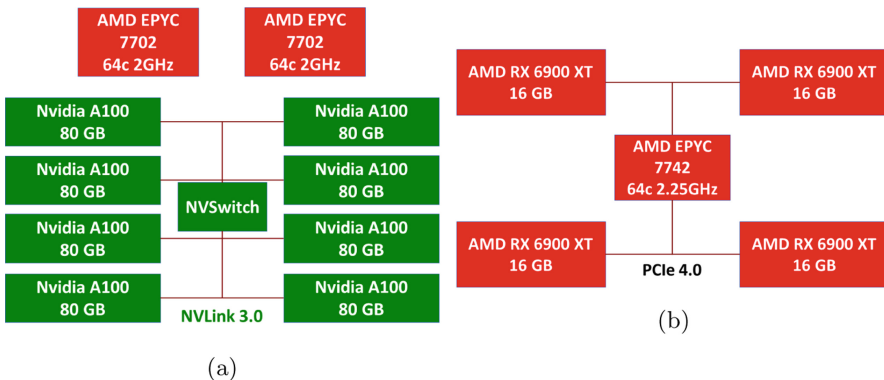 AMD EPYC
7702
64c 2GHz
AMD EPYC
7702
64c 2GHz
Nvidia A100
80 GB
Nvidia A100
80 GB
Nvidia A100
80 GB
Nvidia A100
80 GB
NVSwitch
Nvidia A100
80 GB
Nvidia A100
80 GB
Nvidia A100
80 GB
Nvidia A100
80 GB
NVLink 3.0
(a)
AMD RX 6900 XT
16 GB
AMD RX 6900 XT
16 GB
AMD EPYC
7742
64c 2.25GHz
AMD RX 6900 XT
16 GB
AMD RX 6900 XT
16 GB
PCIe 4.0
(b)